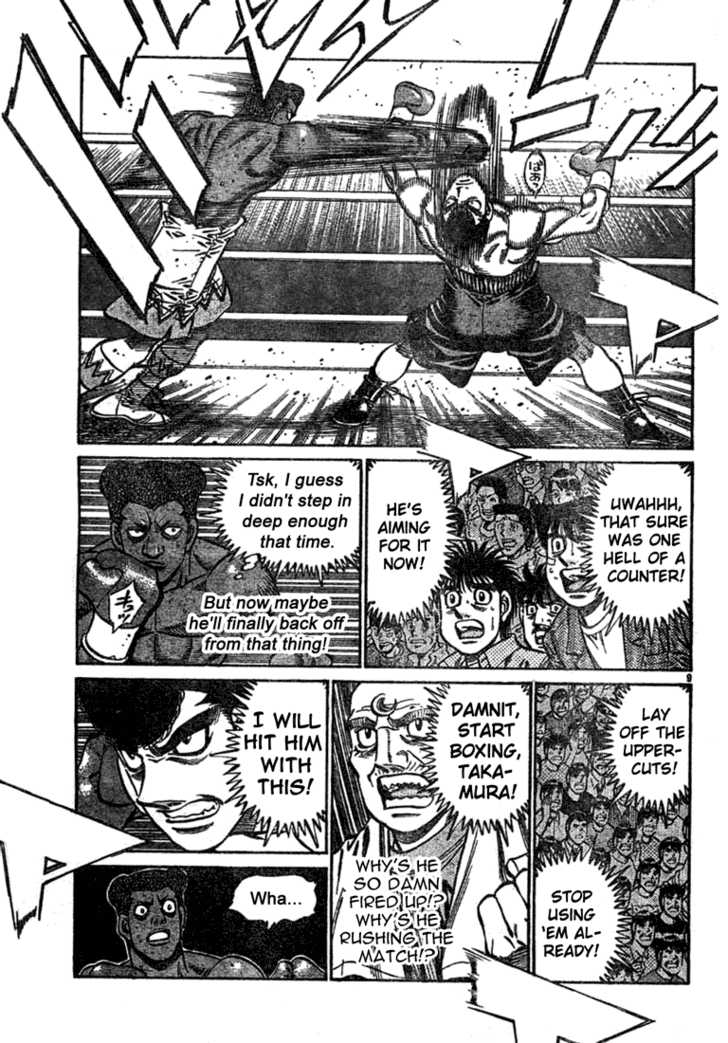 ぱあっ
UWAHHH,
THAT SURE
WAS ONE
HELL OF A
COUNTER!
HE'S
AIMING
FOR IT
NOW!
Tsk, I guess
I didn't step in
deep enough
that time.
But now maybe
he'll finally back off
from that thing!
9
LAY
OFF THE
UPPER-
CUTS!
STOP
USING
'EM AL-
READY!
DAMNIT,
START
BOXING,
TAKA-
MURA!
WHY'S HE
SO DAMN
FIRED UP!?
WHY'S HE
RUSHING THE
MATCH!?
I WILL
HIT HIM
WITH
THIS!
Wha...